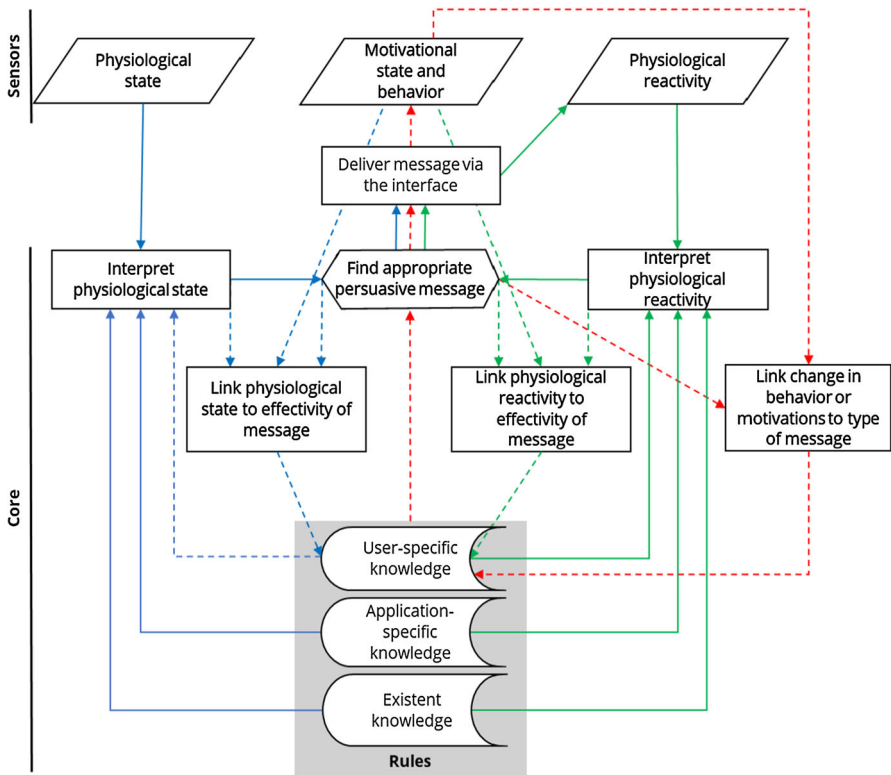 Sensors
Physiological
state
Motivational
state and
behavior
Physiological
reactivity
Deliver message via
the interface
Core
Interpret
physiological state
Find appropriate
persuasive message
Interpret
physiological
reactivity
Link physiological
state to effectivity of
message
Link physiological
reactivity to
effectivity of
message
Link change in
behavior or
motivations to type
of message
User-specific
knowledge
Application-
specific
knowledge
Existent
knowledge
Rules